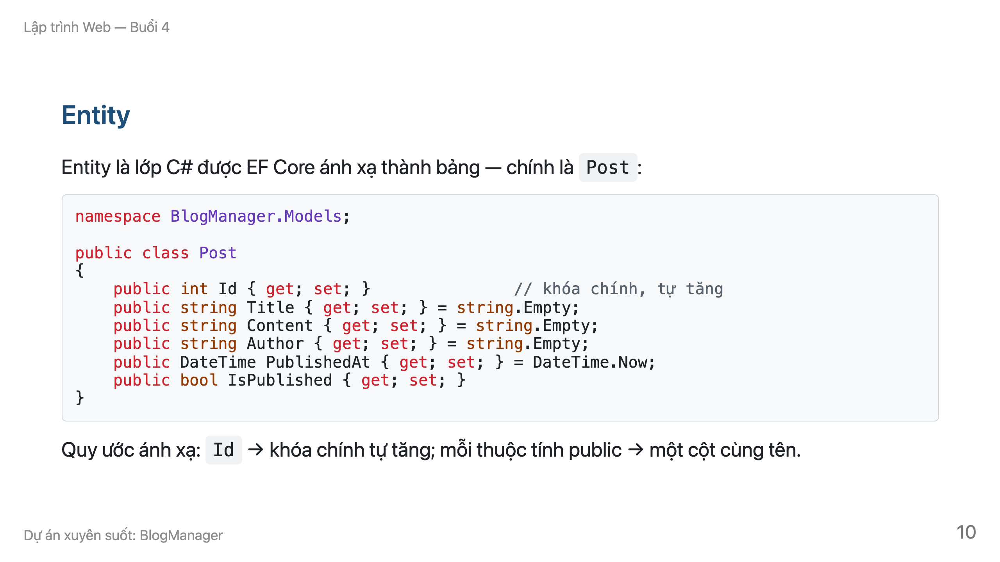 Lập trình Web — Buổi 4
Entity
Entity là lớp C# được EF Core ánh xạ thành bảng — chính là Post:
namespace BlogManager.Models;
public class Post
{
    public int Id { get; set; }               // khóa chính, tự tăng
    public string Title { get; set; } = string.Empty;
    public string Content { get; set; } = string.Empty;
    public string Author { get; set; } = string.Empty;
    public DateTime PublishedAt { get; set; } = DateTime.Now;
    public bool IsPublished { get; set; }
}
Quy ước ánh xạ: Id → khóa chính tự tăng; mỗi thuộc tính public → một cột cùng tên.
Dự án xuyên suốt: BlogManager
10